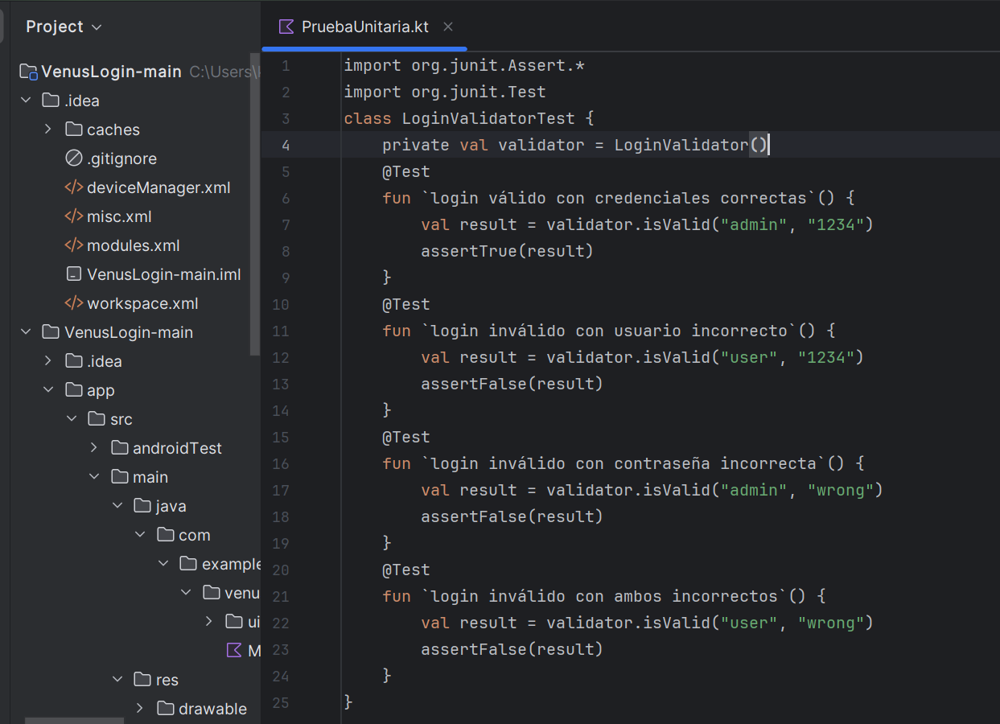 Project
VenusLogin-main C:\Users\
.idea
caches
.gitignore
deviceManager.xml
misc.xml
modules.xml
VenusLogin-main.iml
workspace.xml
VenusLogin-main
.idea
app
src
androidTest
main
java
com
example
venu
ui
M
res
drawable
PruebaUnitaria.kt
1 import org.junit.Assert.*
2 import org.junit.Test
3 class LoginValidatorTest {
4 private val validator = LoginValidator()
5 @Test
6 fun `login válido con credenciales correctas`() {
7 val result = validator.isValid("admin", "1234")
8 assertTrue(result)
9 }
10 @Test
11 fun `login inválido con usuario incorrecto`() {
12 val result = validator.isValid("user", "1234")
13 assertFalse(result)
14 }
15 @Test
16 fun `login inválido con contraseña incorrecta`() {
17 val result = validator.isValid("admin", "wrong")
18 assertFalse(result)
19 }
20 @Test
21 fun `login inválido con ambos incorrectos`() {
22 val result = validator.isValid("user", "wrong")
23 assertFalse(result)
24 }
25 }